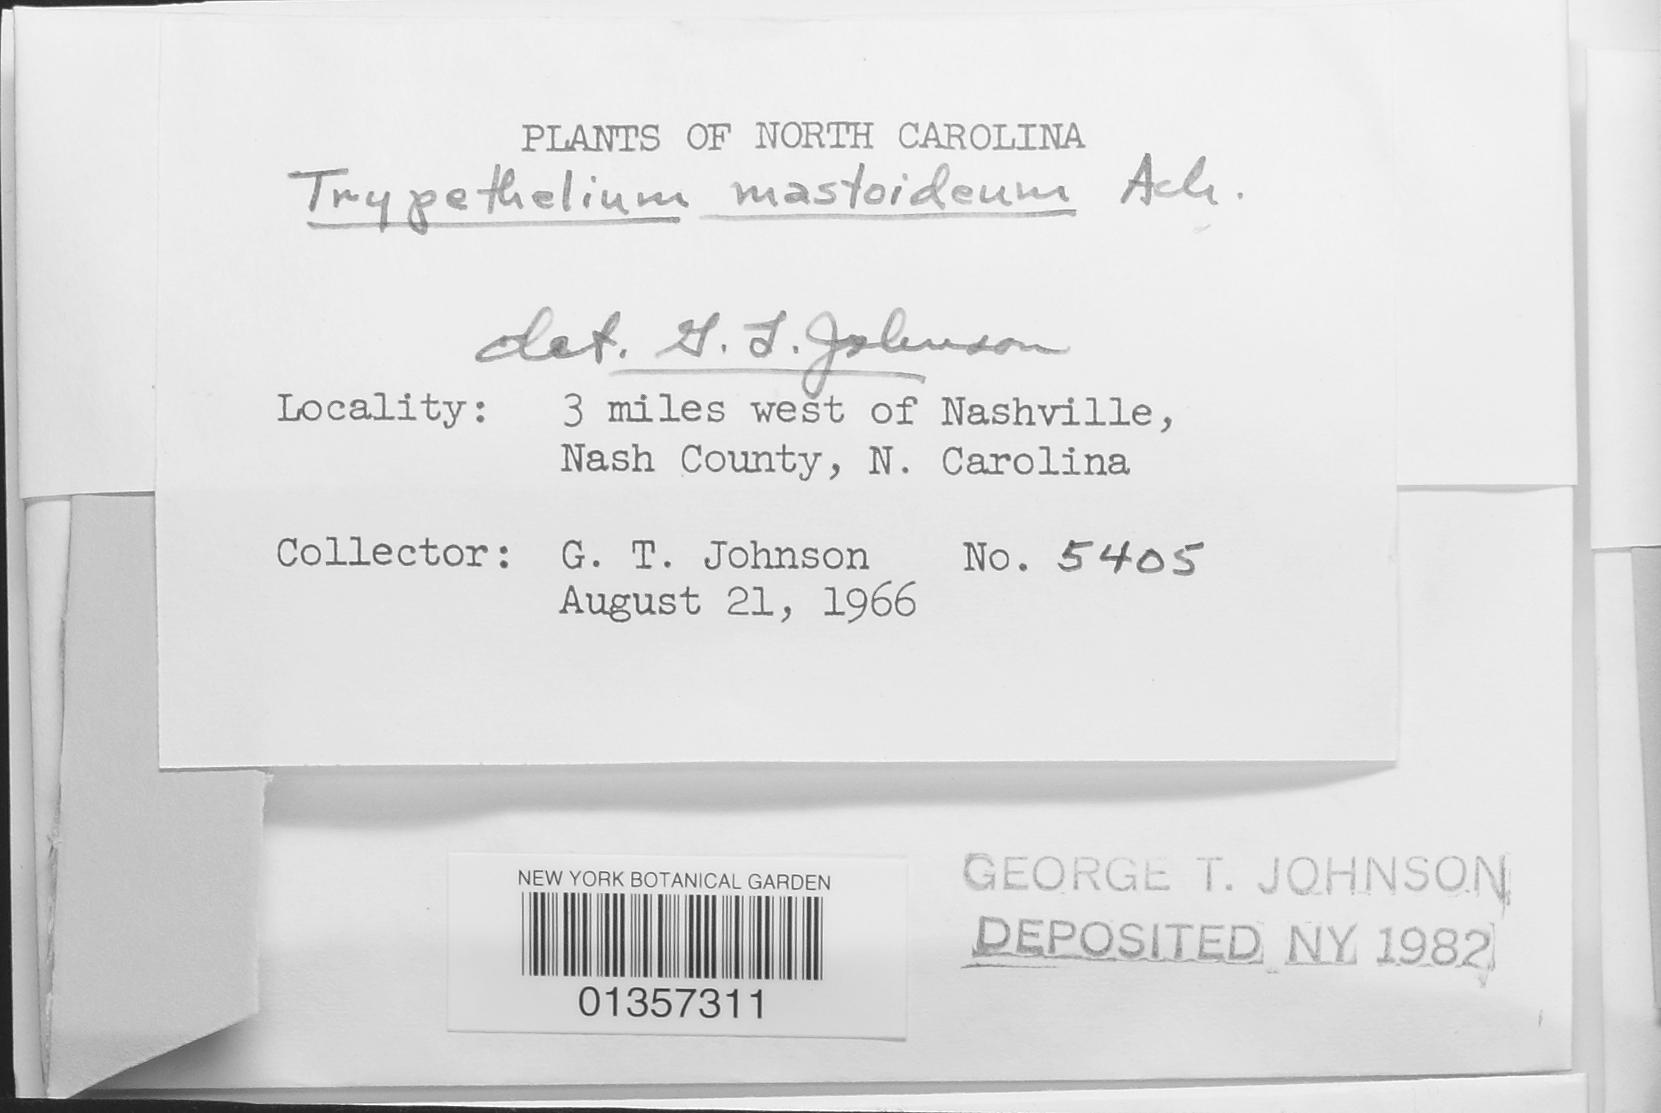 PLANTS OF NORTH CAROLINA
Trypethelium mastoideum Ach.
det. G. T. Johnson
Locality: 3 miles west of Nashville,
Nash County, N. Carolina
Collector: G. T. Johnson No. 5405
August 21, 1966
NEW YORK BOTANICAL GARDEN
01357311
GEORGE T. JOHNSON
DEPOSITED NY 1982